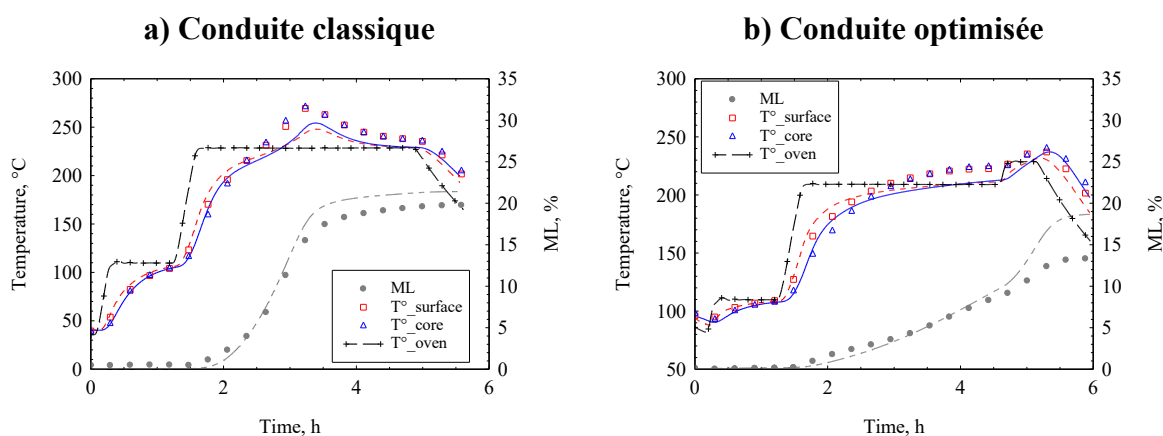 a) Conduite classique
300
250
200
150
100
50
0
35
30
25
20
15
10
5
0
0
2
4
6
Temperature, °C
ML, %
Time, h
ML
T°_surface
T°_core
T°_oven
b) Conduite optimisée
300
250
200
150
100
50
35
30
25
20
15
10
5
0
0
2
4
6
Temperature, °C
ML, %
Time, h
ML
T°_surface
T°_core
T°_oven